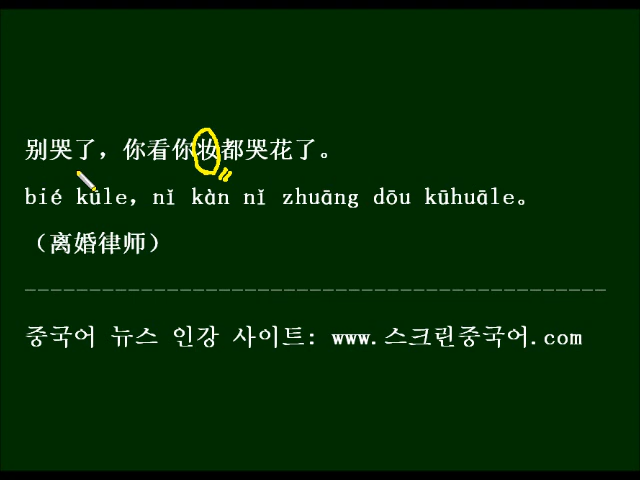 别哭了，你看你妆都哭花了。
bié kūle，nǐ kàn nǐ zhuāng dōu kūhuāle。
（离婚律师）
중국어 뉴스 인강 사이트: www.스크린중국어.com